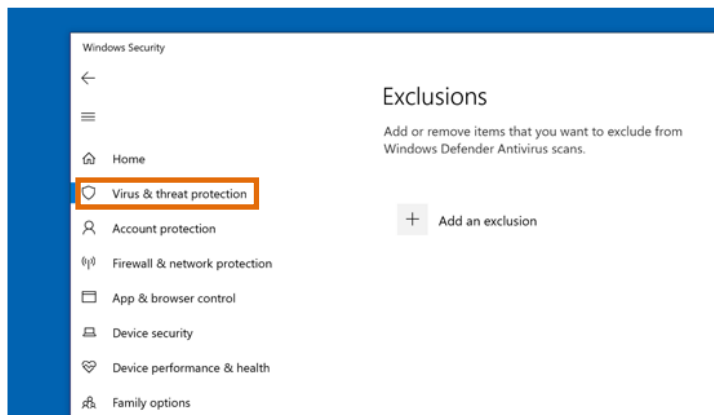 Windows Security
Home
Virus & threat protection
Account protection
Firewall & network protection
App & browser control
Device security
Device performance & health
Family options
Exclusions
Add or remove items that you want to exclude from
Windows Defender Antivirus scans.
Add an exclusion